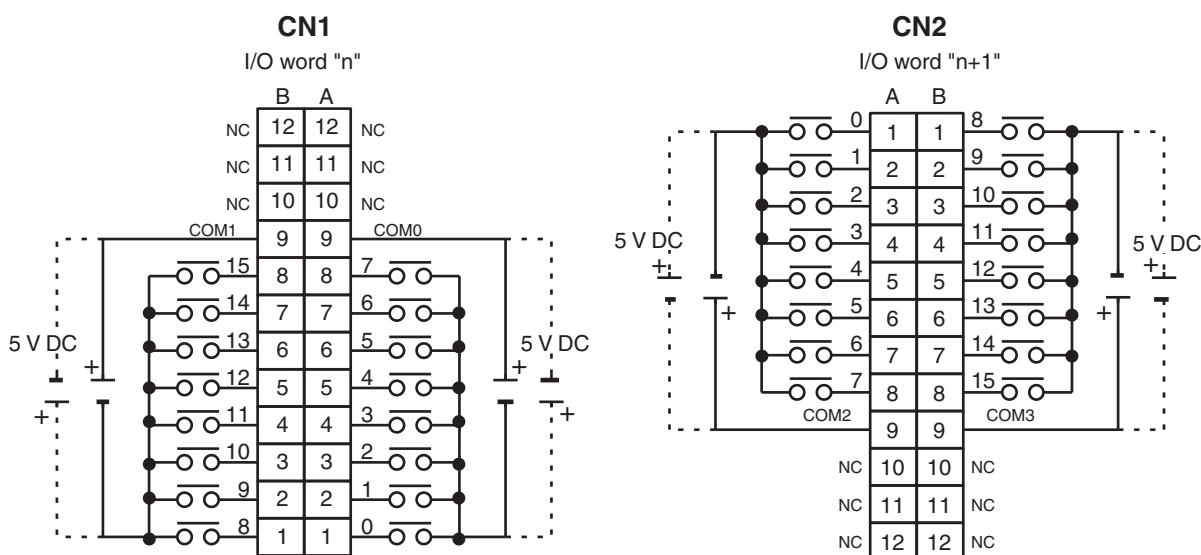 CN1
I/O word "n"
B A
NC 12 12 NC
NC 11 11 NC
NC 10 10 NC
COM1 9 9 COM0
15 8 8 7
14 7 7 6
13 6 6 5
12 5 5 4
11 4 4 3
10 3 3 2
9 2 2 1
8 1 1 0
5 V DC
+
+
5 V DC
+
+
CN2
I/O word "n+1"
A B
0 1 1 8
1 2 2 9
2 3 3 10
3 4 4 11
4 5 5 12
5 6 6 13
6 7 7 14
7 8 8 15
COM2 9 9 COM3
NC 10 10 NC
NC 11 11 NC
NC 12 12 NC
5 V DC
+
+
5 V DC
+
+